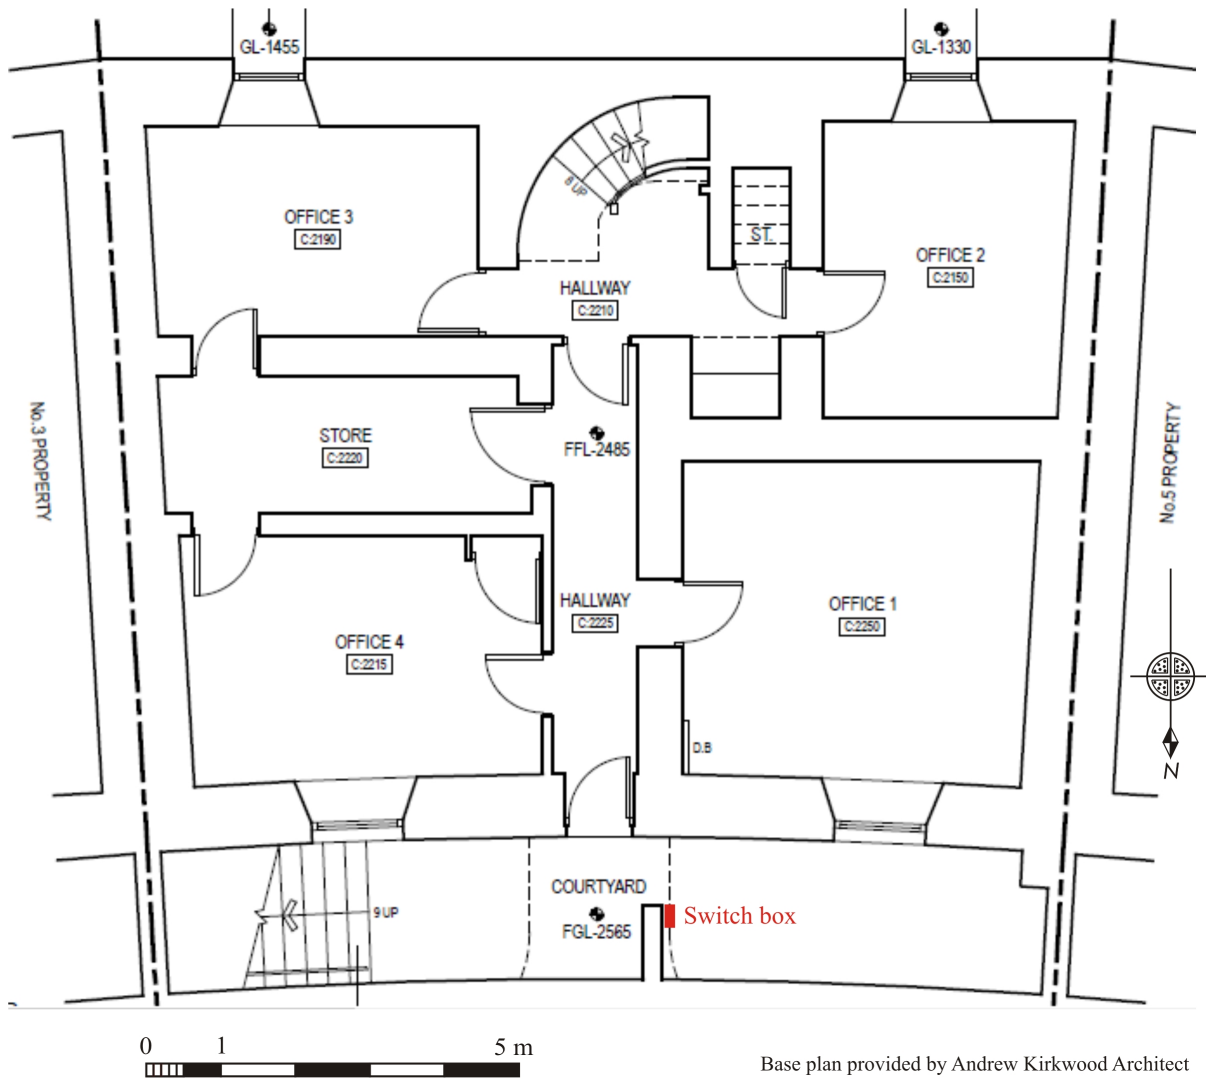 GL-1455
GL-1330
8 UP
OFFICE 3
C:2190
ST.
OFFICE 2
C:2150
HALLWAY
C:2210
No.3 PROPERTY
STORE
C:2220
FFL-2485
No.5 PROPERTY
HALLWAY
C:2225
OFFICE 1
C:2250
OFFICE 4
C:2215
D.B
N
COURTYARD
9 UP
FGL-2565
Switch box
0 1 5 m
Base plan provided by Andrew Kirkwood Architect